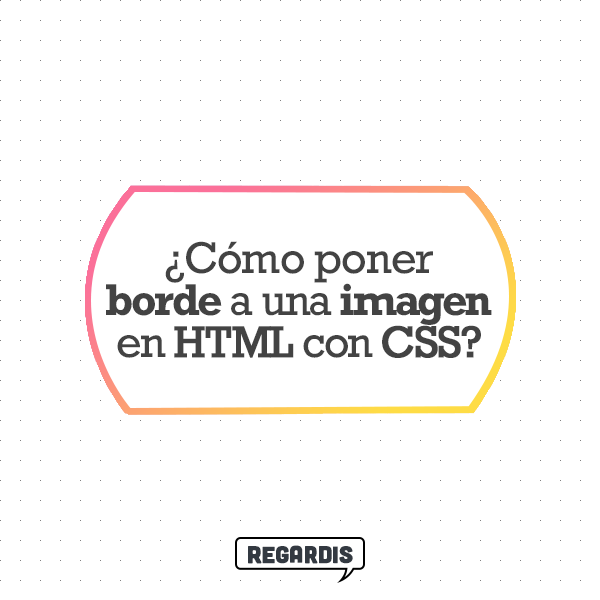 ¿Cómo poner
borde a una imagen
en HTML con CSS?
REGARDIS